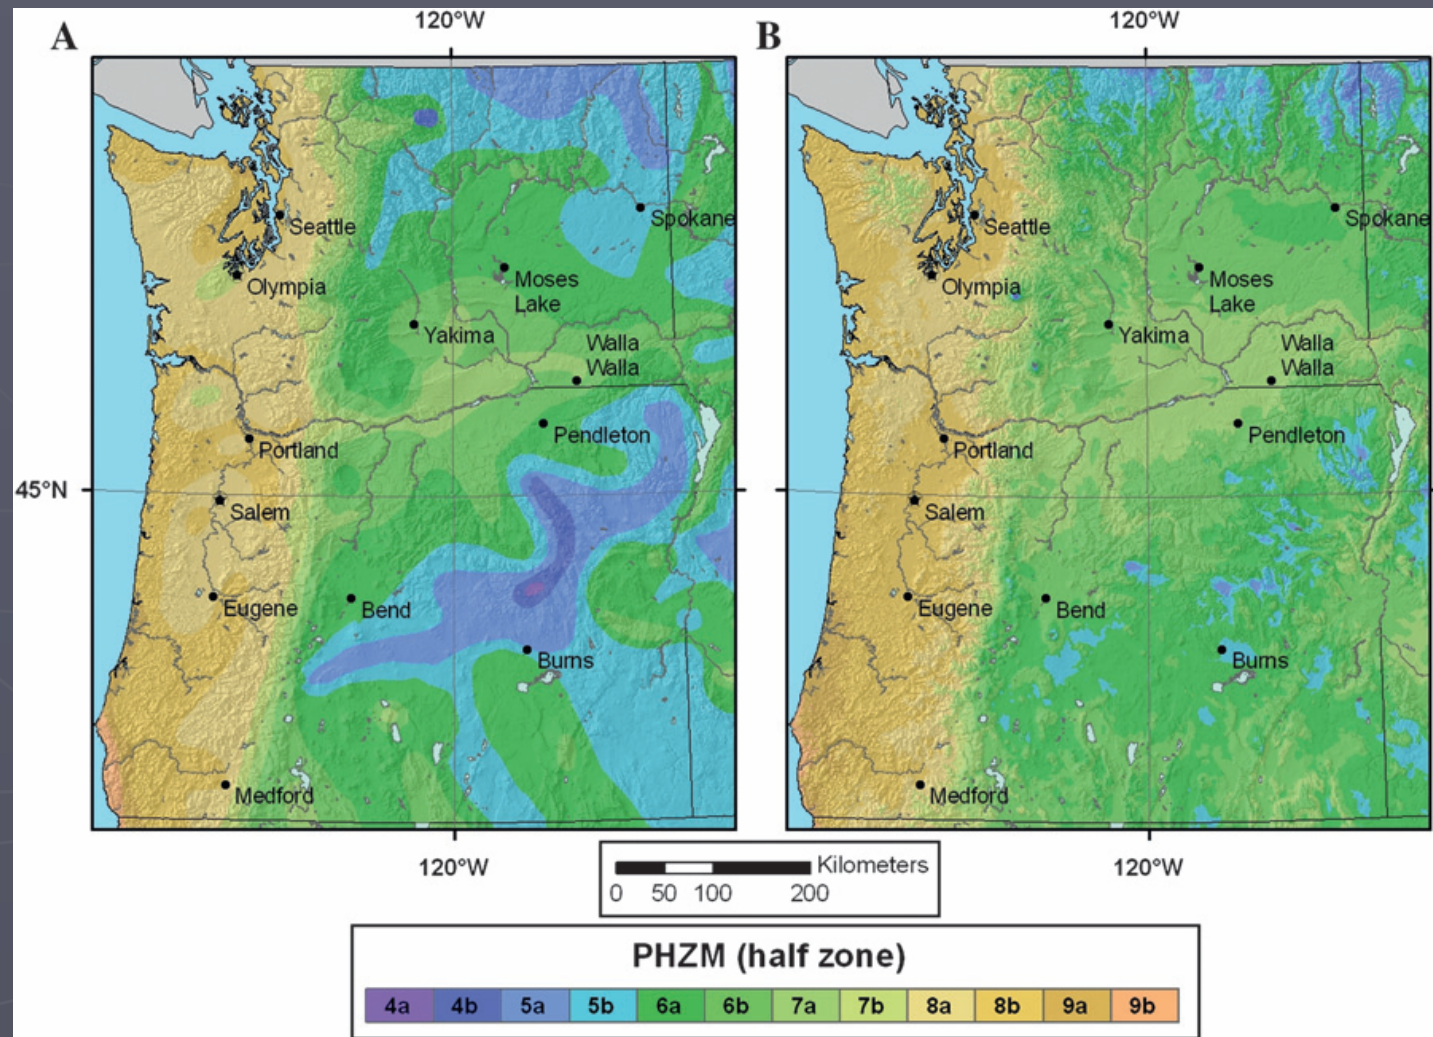 A
120°W
B
120°W
Seattle
Olympia
Spokane
Moses
Lake
Yakima
Walla
Walla
Pendleton
Portland
45°N
Salem
Eugene
Bend
Burns
Medford
Seattle
Olympia
Spokane
Moses
Lake
Yakima
Walla
Walla
Pendleton
Portland
Salem
Eugene
Bend
Burns
Medford
120°W
120°W
Kilometers
0 50 100 200
PHZM (half zone)
4a 4b 5a 5b 6a 6b 7a 7b 8a 8b 9a 9b